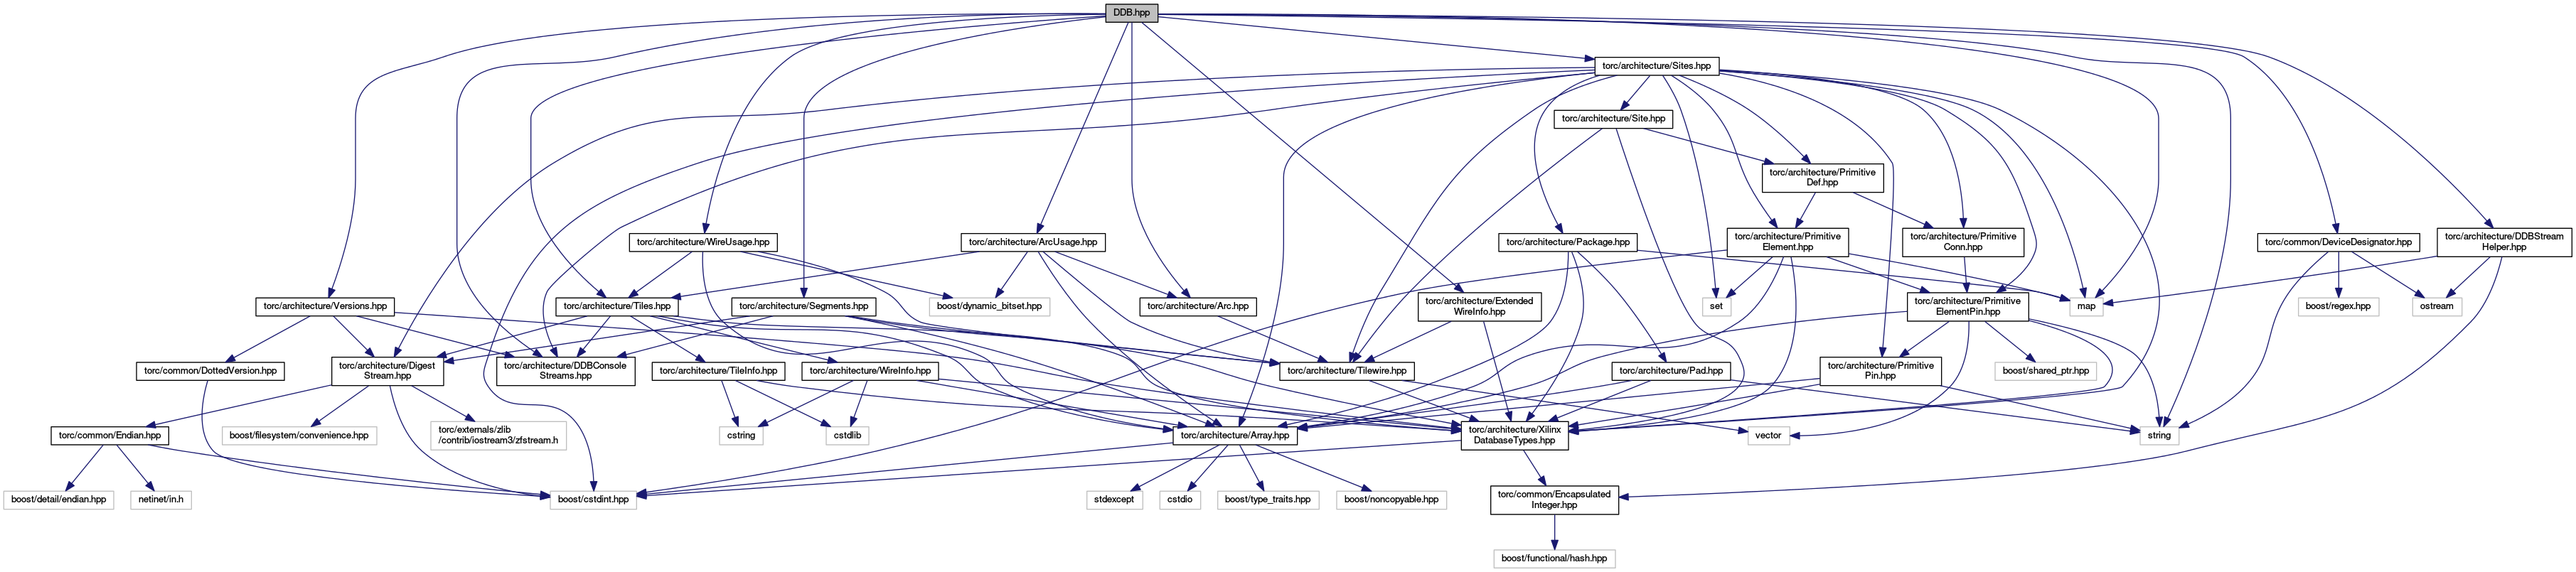 DDB.hpp
torc/architecture/Sites.hpp
torc/architecture/Site.hpp
torc/architecture/Primitive
Def.hpp
torc/architecture/WireUsage.hpp
torc/architecture/ArcUsage.hpp
torc/architecture/Package.hpp
torc/architecture/Primitive
Element.hpp
torc/architecture/Primitive
Conn.hpp
torc/common/DeviceDesignator.hpp
torc/architecture/DDBStream
Helper.hpp
torc/architecture/Versions.hpp
torc/architecture/Tiles.hpp
torc/architecture/Segments.hpp
boost/dynamic_bitset.hpp
torc/architecture/Arc.hpp
torc/architecture/Extended
WireInfo.hpp
set
torc/architecture/Primitive
ElementPin.hpp
map
boost/regex.hpp
ostream
torc/common/DottedVersion.hpp
torc/architecture/Digest
Stream.hpp
torc/architecture/DDBConsole
Streams.hpp
torc/architecture/TileInfo.hpp
torc/architecture/WireInfo.hpp
torc/architecture/Tilewire.hpp
torc/architecture/Pad.hpp
torc/architecture/Primitive
Pin.hpp
boost/shared_ptr.hpp
torc/common/Endian.hpp
boost/filesystem/convenience.hpp
torc/externals/zlib
/contrib/iostream3/zfstream.h
cstring
cstdlib
torc/architecture/Array.hpp
torc/architecture/Xilinx
DatabaseTypes.hpp
vector
string
boost/detail/endian.hpp
netinet/in.h
boost/cstdint.hpp
stdexcept
cstdio
boost/type_traits.hpp
boost/noncopyable.hpp
torc/common/Encapsulated
Integer.hpp
boost/functional/hash.hpp